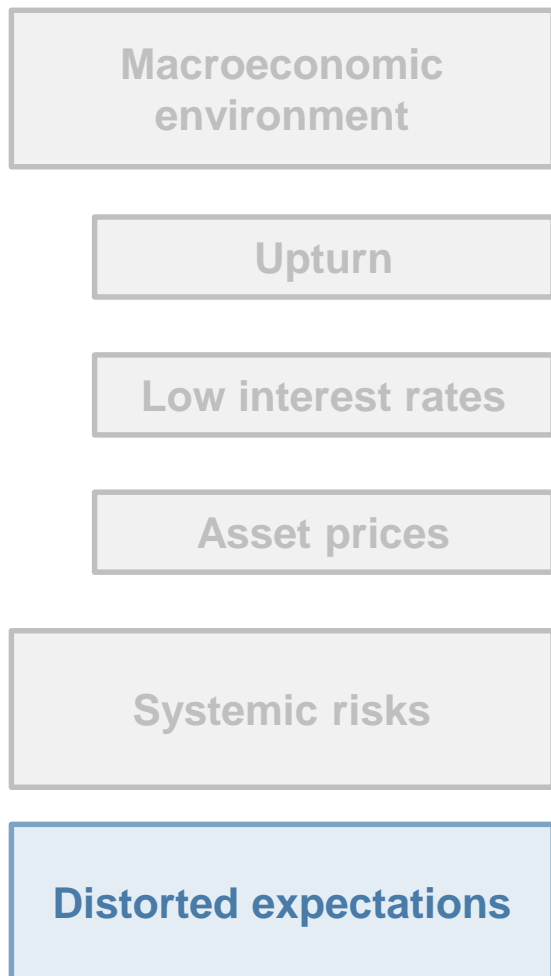 Macroeconomic
environment
Upturn
Low interest rates
Asset prices
Systemic risks
Distorted expectations